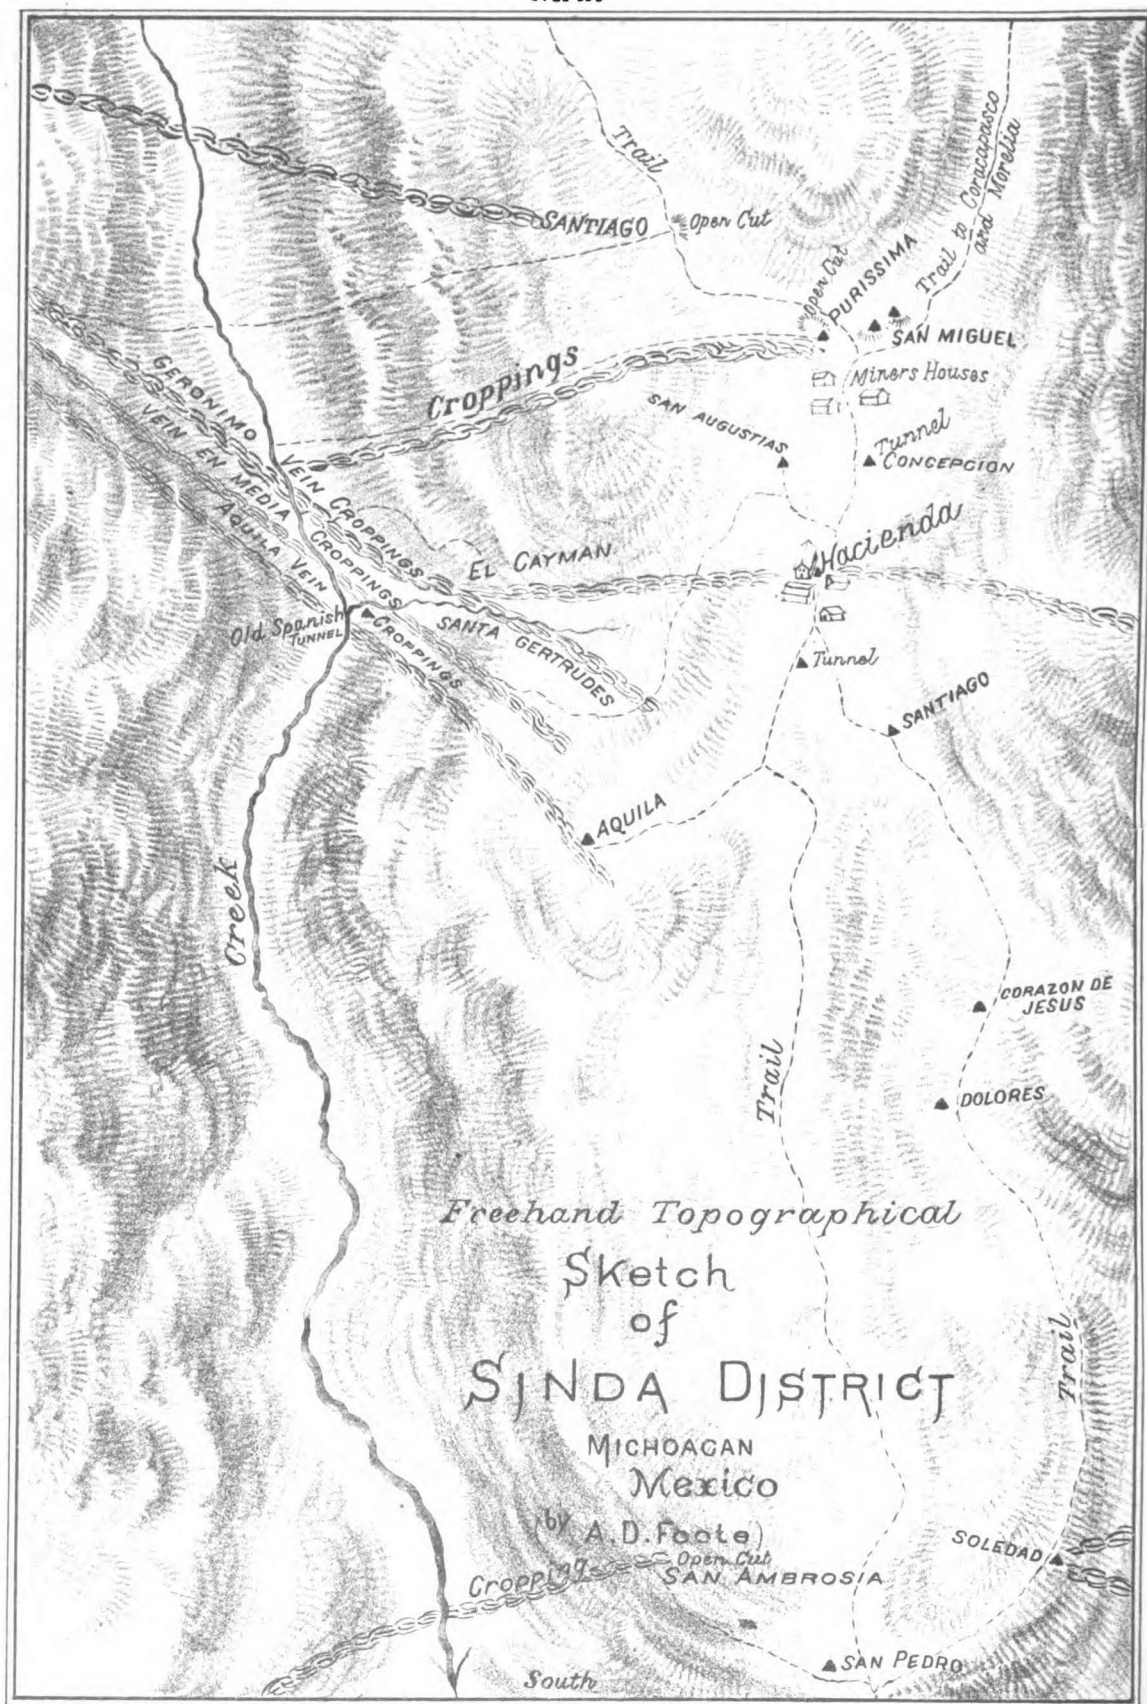 Trail
Trail to Coracapasco
and Morelia
SANTIAGO
Open Cut
Open Cut
PURISSIMA
SAN MIGUEL
Croppings
Miners Houses
SAN AUGUSTIAS
Tunnel
CONCEPCION
GERONIMO VEIN CROPPINGS
VEIN EN MEDIA CROPPINGS
AQUILA VEIN CROPPINGS
EL CAYMAN
Hacienda
SANTA GERTRUDES
Old Spanish
TUNNEL
Tunnel
SANTIAGO
AQUILA
Creek
CORAZON DE
JESUS
Trail
DOLORES
Freehand Topographical
Sketch
of
SINDA DISTRICT
MICHOACAN
Mexico
(by A.D. Foote)
Trail
Cropping
Open Cut
SAN AMBROSIA
SOLEDAD
SAN PEDRO
South